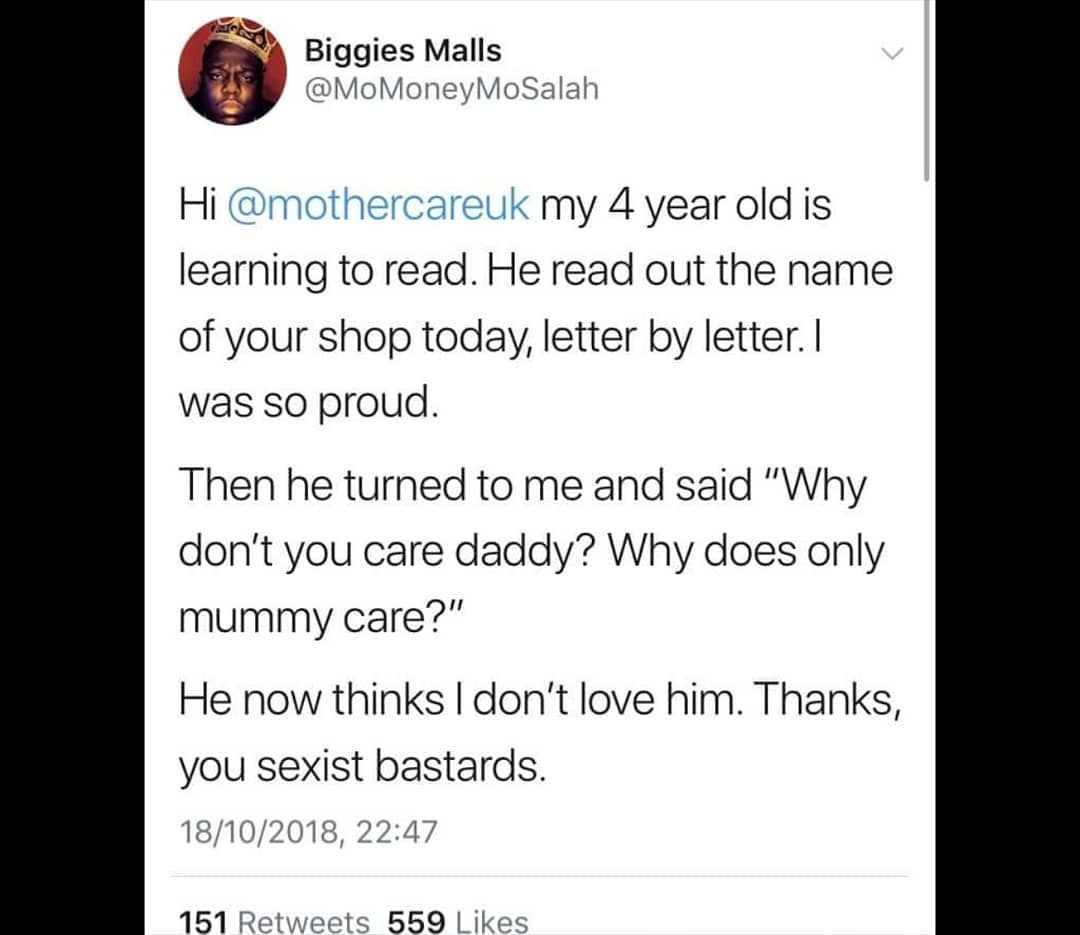 Biggies Malls
@MoMoneyMoSalah
Hi @mothercareuk my 4 year old is
learning to read. He read out the name
of your shop today, letter by letter. I
was so proud.
Then he turned to me and said "Why
don't you care daddy? Why does only
mummy care?"
He now thinks I don't love him. Thanks,
you sexist bastards.
18/10/2018, 22:47
151 Retweets 559 Likes